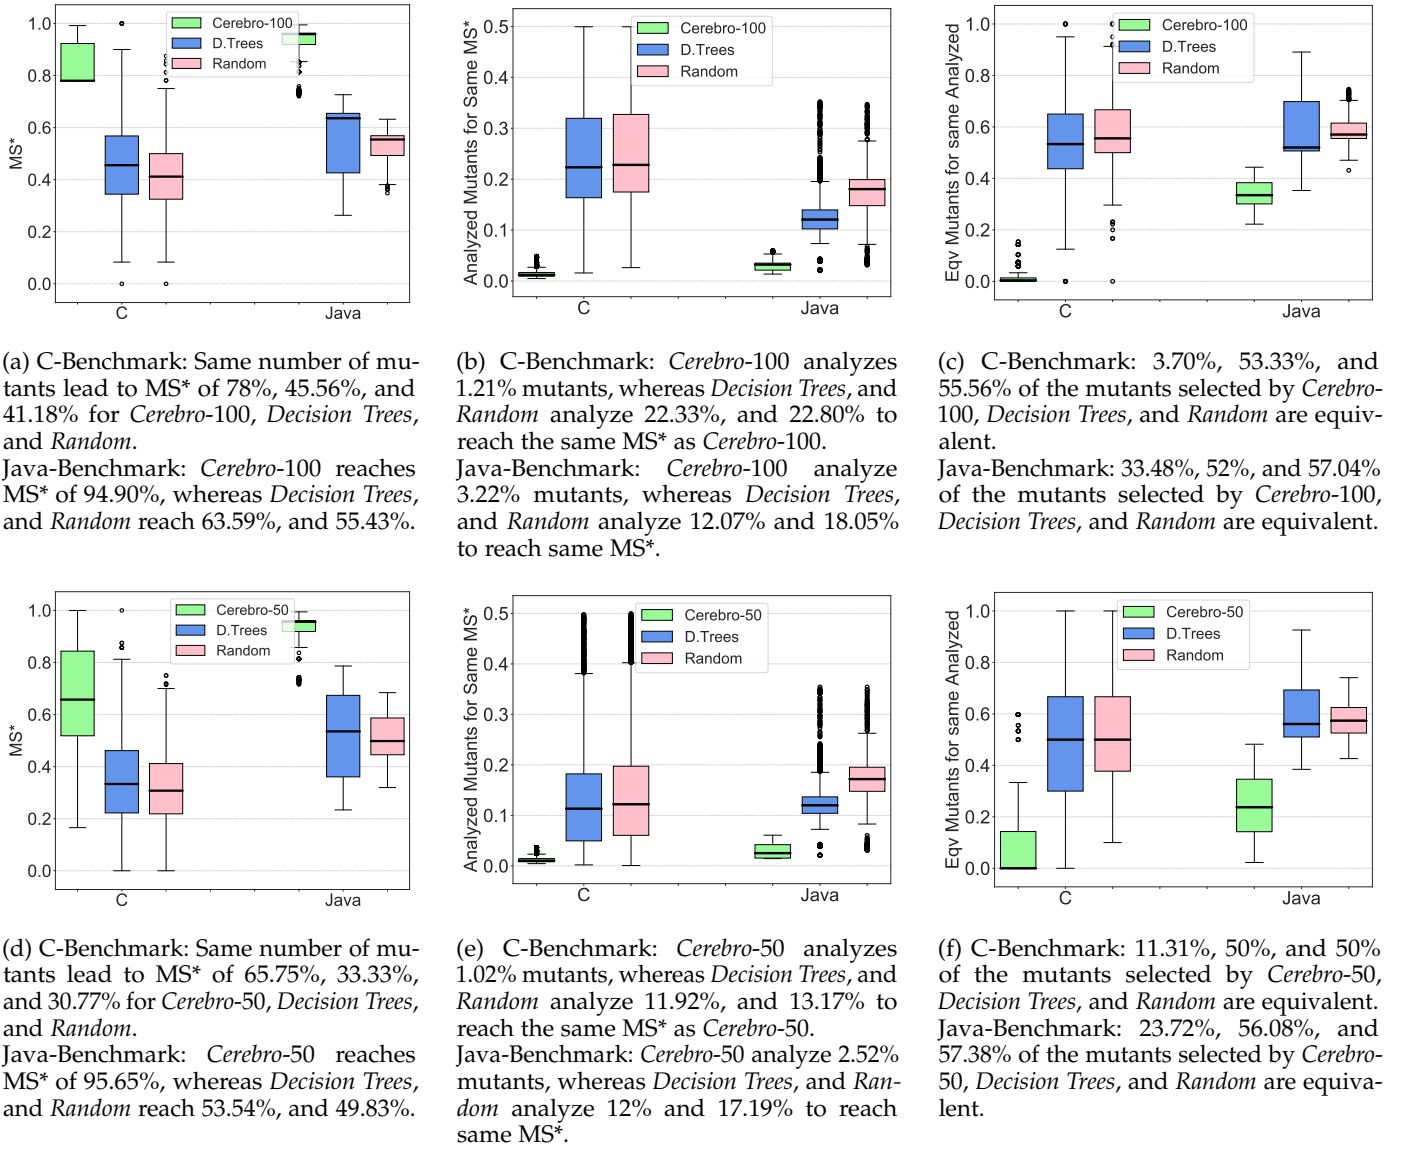 MS*
1.0
0.8
0.6
0.4
0.2
0.0
Cerebro-100
D.Trees
Random
C
Java
Analyzed Mutants for Same MS*
0.5
0.4
0.3
0.2
0.1
0.0
Cerebro-100
D.Trees
Random
C
Java
Eqv Mutants for same Analyzed
1.0
0.8
0.6
0.4
0.2
0.0
Cerebro-100
D.Trees
Random
C
Java
(a) C-Benchmark: Same number of mu-
tants lead to MS* of 78%, 45.56%, and
41.18% for Cerebro-100, Decision Trees,
and Random.
Java-Benchmark: Cerebro-100 reaches
MS* of 94.90%, whereas Decision Trees,
and Random reach 63.59%, and 55.43%.
(b) C-Benchmark: Cerebro-100 analyzes
1.21% mutants, whereas Decision Trees, and
Random analyze 22.33%, and 22.80% to
reach the same MS* as Cerebro-100.
Java-Benchmark: Cerebro-100 analyze
3.22% mutants, whereas Decision Trees,
and Random analyze 12.07% and 18.05%
to reach same MS*.
(c) C-Benchmark: 3.70%, 53.33%, and
55.56% of the mutants selected by Cerebro-
100, Decision Trees, and Random are equiv-
alent.
Java-Benchmark: 33.48%, 52%, and 57.04%
of the mutants selected by Cerebro-100,
Decision Trees, and Random are equivalent.
MS*
1.0
0.8
0.6
0.4
0.2
0.0
Cerebro-50
D.Trees
Random
C
Java
Analyzed Mutants for Same MS*
0.5
0.4
0.3
0.2
0.1
0.0
Cerebro-50
D.Trees
Random
C
Java
Eqv Mutants for same Analyzed
1.0
0.8
0.6
0.4
0.2
0.0
Cerebro-50
D.Trees
Random
C
Java
(d) C-Benchmark: Same number of mu-
tants lead to MS* of 65.75%, 33.33%,
and 30.77% for Cerebro-50, Decision Trees,
and Random.
Java-Benchmark: Cerebro-50 reaches
MS* of 95.65%, whereas Decision Trees,
and Random reach 53.54%, and 49.83%.
(e) C-Benchmark: Cerebro-50 analyzes
1.02% mutants, whereas Decision Trees, and
Random analyze 11.92%, and 13.17% to
reach the same MS* as Cerebro-50.
Java-Benchmark: Cerebro-50 analyze 2.52%
mutants, whereas Decision Trees, and Ran-
dom analyze 12% and 17.19% to reach
same MS*.
(f) C-Benchmark: 11.31%, 50%, and 50%
of the mutants selected by Cerebro-50,
Decision Trees, and Random are equivalent.
Java-Benchmark: 23.72%, 56.08%, and
57.38% of the mutants selected by Cerebro-
50, Decision Trees, and Random are equiva-
lent.